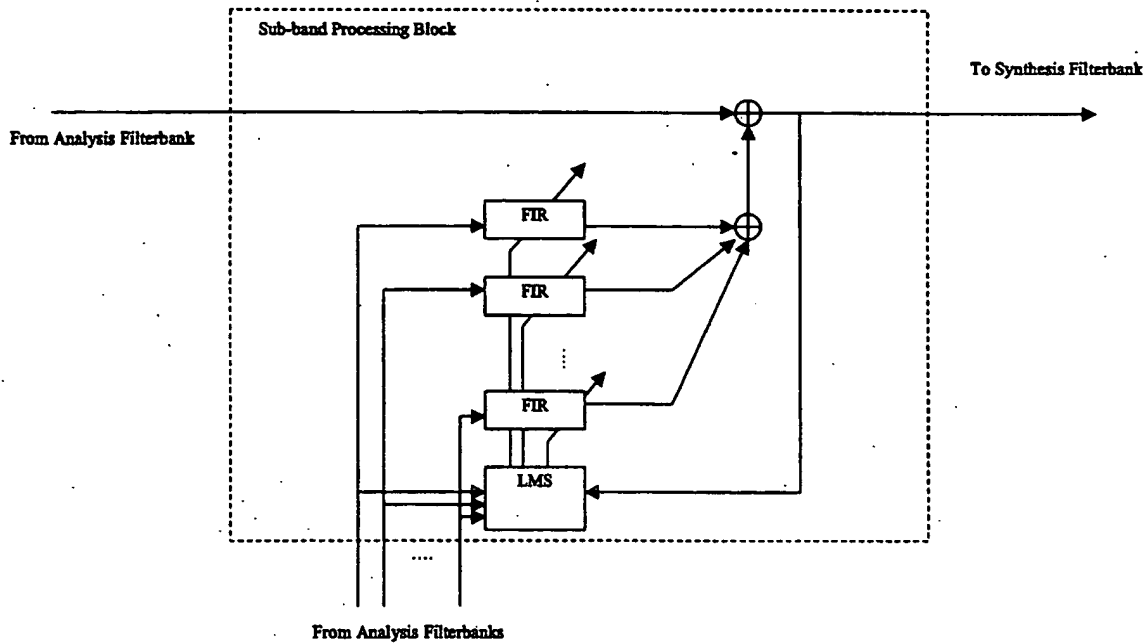 Sub-band Processing Block
To Synthesis Filterbank
From Analysis Filterbank
FIR
FIR
FIR
LMS
From Analysis Filterbanks